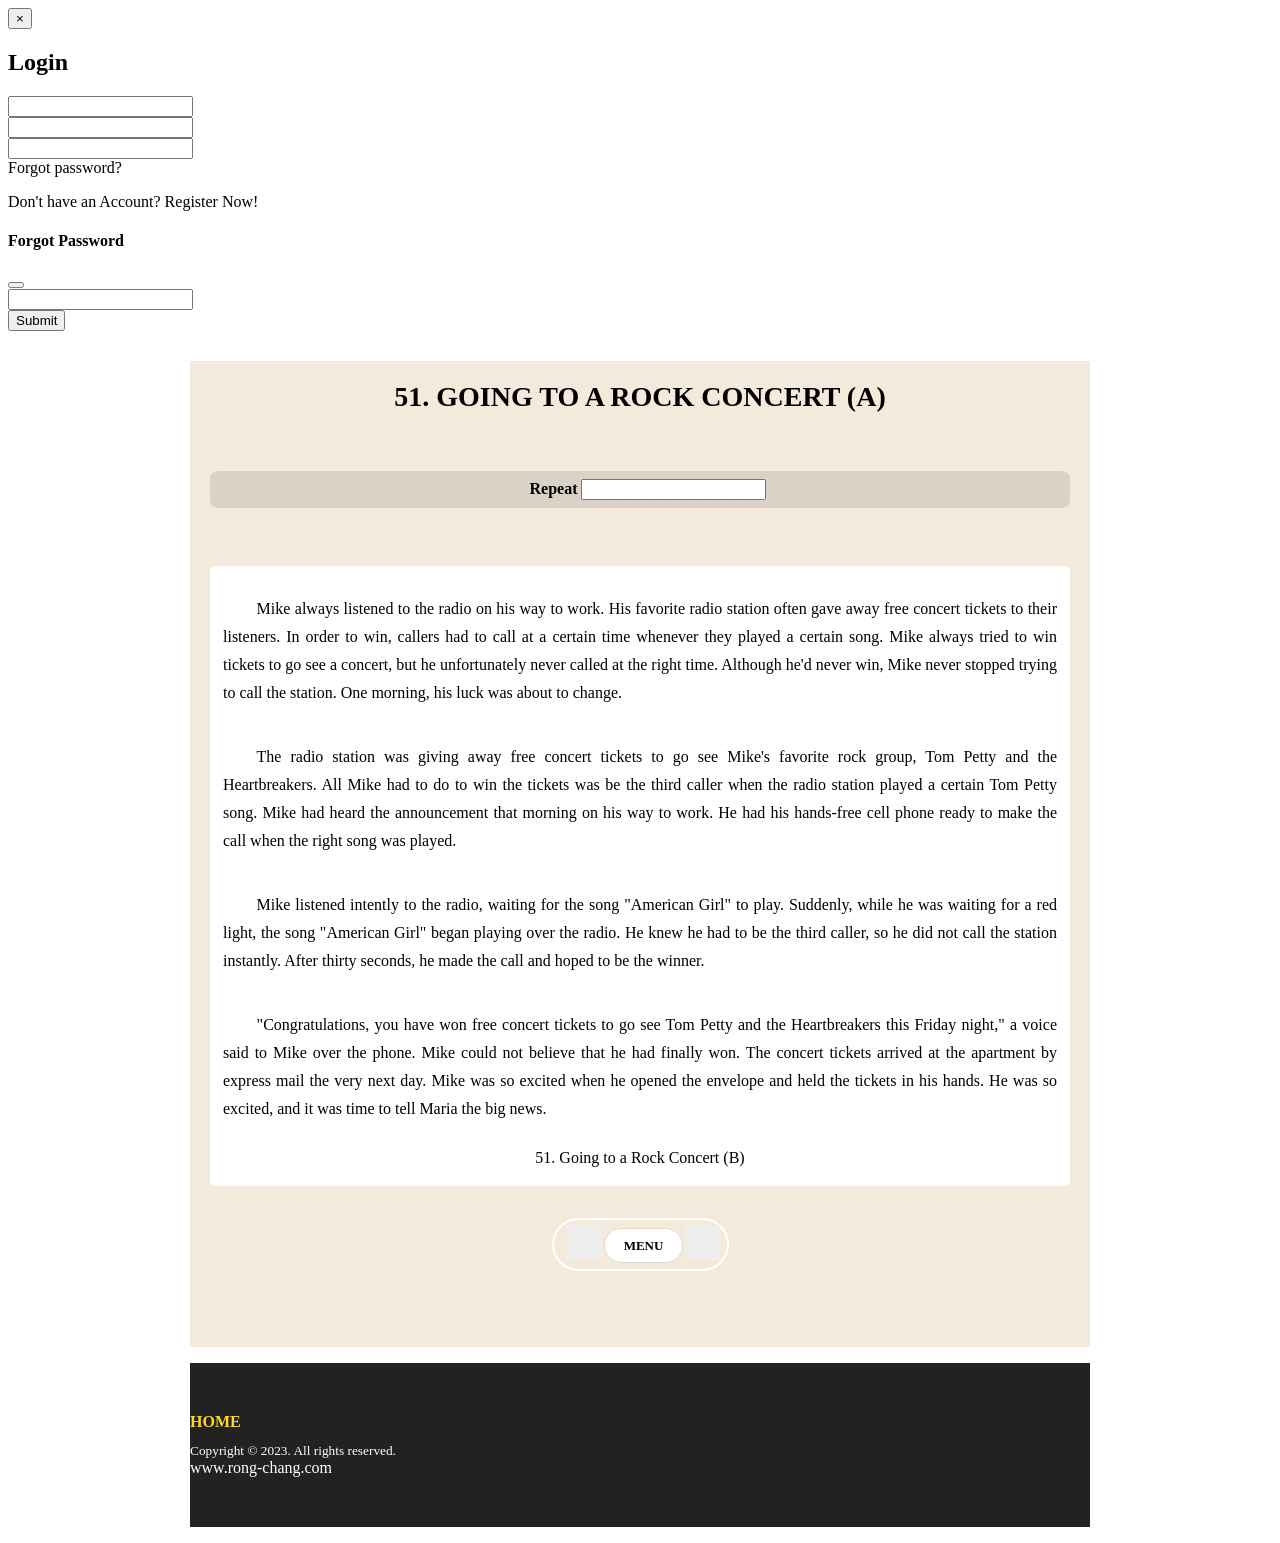 ×
Login
Forgot password?
Don't have an Account? Register Now!
Forgot Password
Submit
51. GOING TO A ROCK CONCERT (A)
Repeat
Mike always listened to the radio on his way to work. His favorite radio station often gave away free concert tickets to their
listeners. In order to win, callers had to call at a certain time whenever they played a certain song. Mike always tried to win
tickets to go see a concert, but he unfortunately never called at the right time. Although he'd never win, Mike never stopped trying
to call the station. One morning, his luck was about to change.
The radio station was giving away free concert tickets to go see Mike's favorite rock group, Tom Petty and the
Heartbreakers. All Mike had to do to win the tickets was be the third caller when the radio station played a certain Tom Petty
song. Mike had heard the announcement that morning on his way to work. He had his hands-free cell phone ready to make the
call when the right song was played.
Mike listened intently to the radio, waiting for the song "American Girl" to play. Suddenly, while he was waiting for a red
light, the song "American Girl" began playing over the radio. He knew he had to be the third caller, so he did not call the station
instantly. After thirty seconds, he made the call and hoped to be the winner.
"Congratulations, you have won free concert tickets to go see Tom Petty and the Heartbreakers this Friday night," a voice
said to Mike over the phone. Mike could not believe that he had finally won. The concert tickets arrived at the apartment by
express mail the very next day. Mike was so excited when he opened the envelope and held the tickets in his hands. He was so
excited, and it was time to tell Maria the big news.
51. Going to a Rock Concert (B)
MENU
HOME
Copyright © 2023. All rights reserved.
www.rong-chang.com